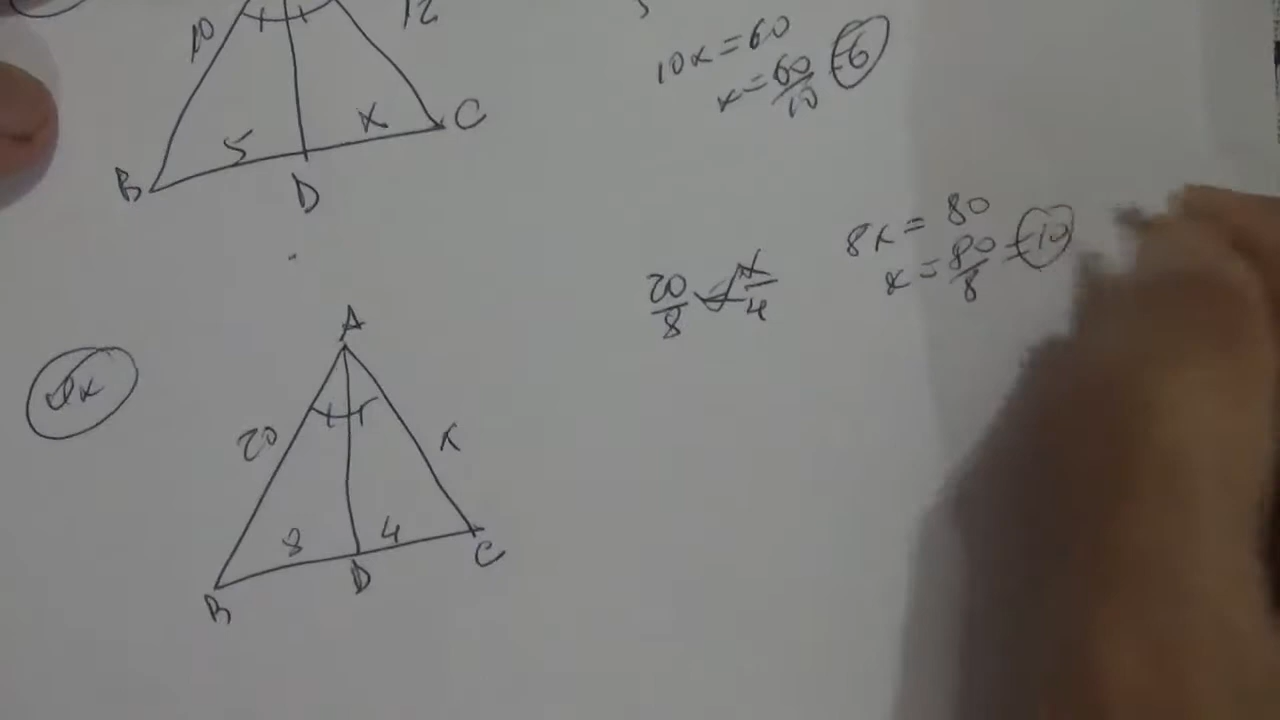 10
12
5
x
B
D
C
10x = 60
x = 60/10 = 6
20/8 = x/4
8x = 80
x = 80/8 = 10
A
20
x
8
4
B
D
C